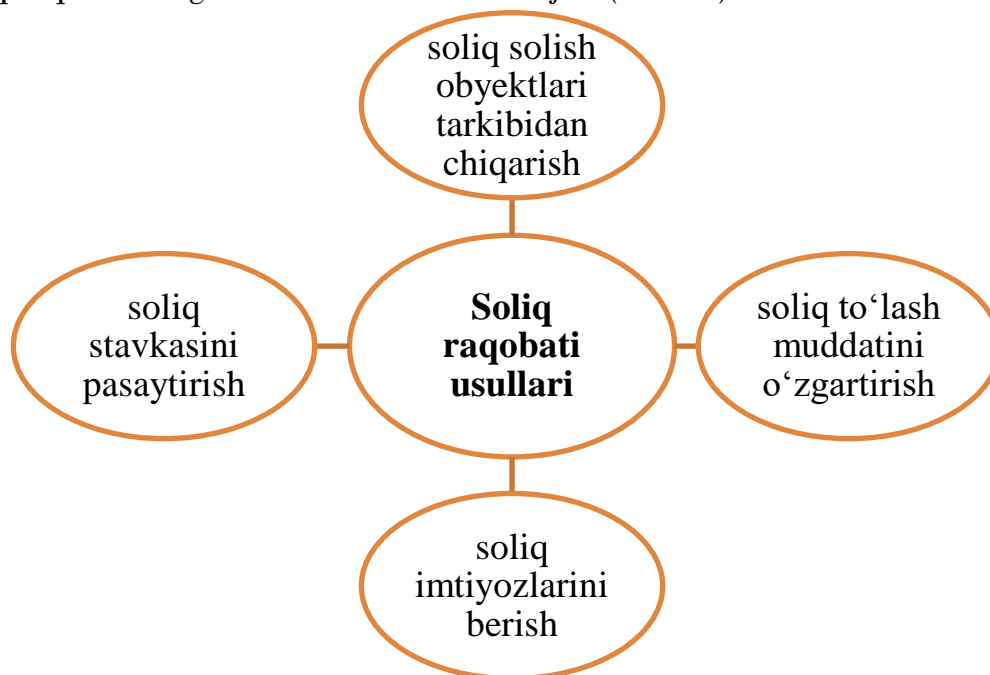 soliq solish
obyektlari
tarkibidan
chiqarish
soliq
stavkasini
pasaytirish
Soliq
raqobati
usullari
soliq to‘lash
muddatini
o‘zgartirish
soliq
imtiyozlarini
berish